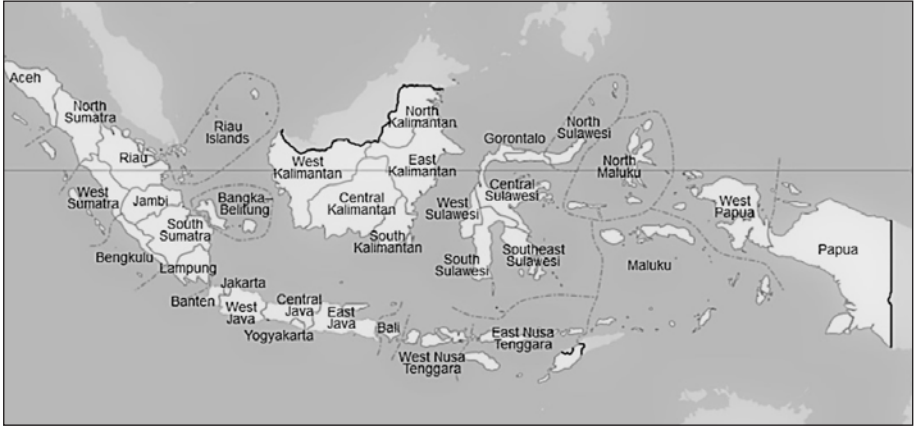 Aceh
North
Sumatra
Riau
Islands
Riau
West
Sumatra
Jambi
Bangka–
Belitung
South
Sumatra
Bengkulu
Lampung
Banten
Jakarta
West
Java
Central
Java
Yogyakarta
East
Java
Bali
West Nusa
Tenggara
East Nusa
Tenggara
West
Kalimantan
Central
Kalimantan
South
Kalimantan
East
Kalimantan
North
Kalimantan
Gorontalo
North
Sulawesi
Central
Sulawesi
West
Sulawesi
South
Sulawesi
Southeast
Sulawesi
North
Maluku
Maluku
West
Papua
Papua